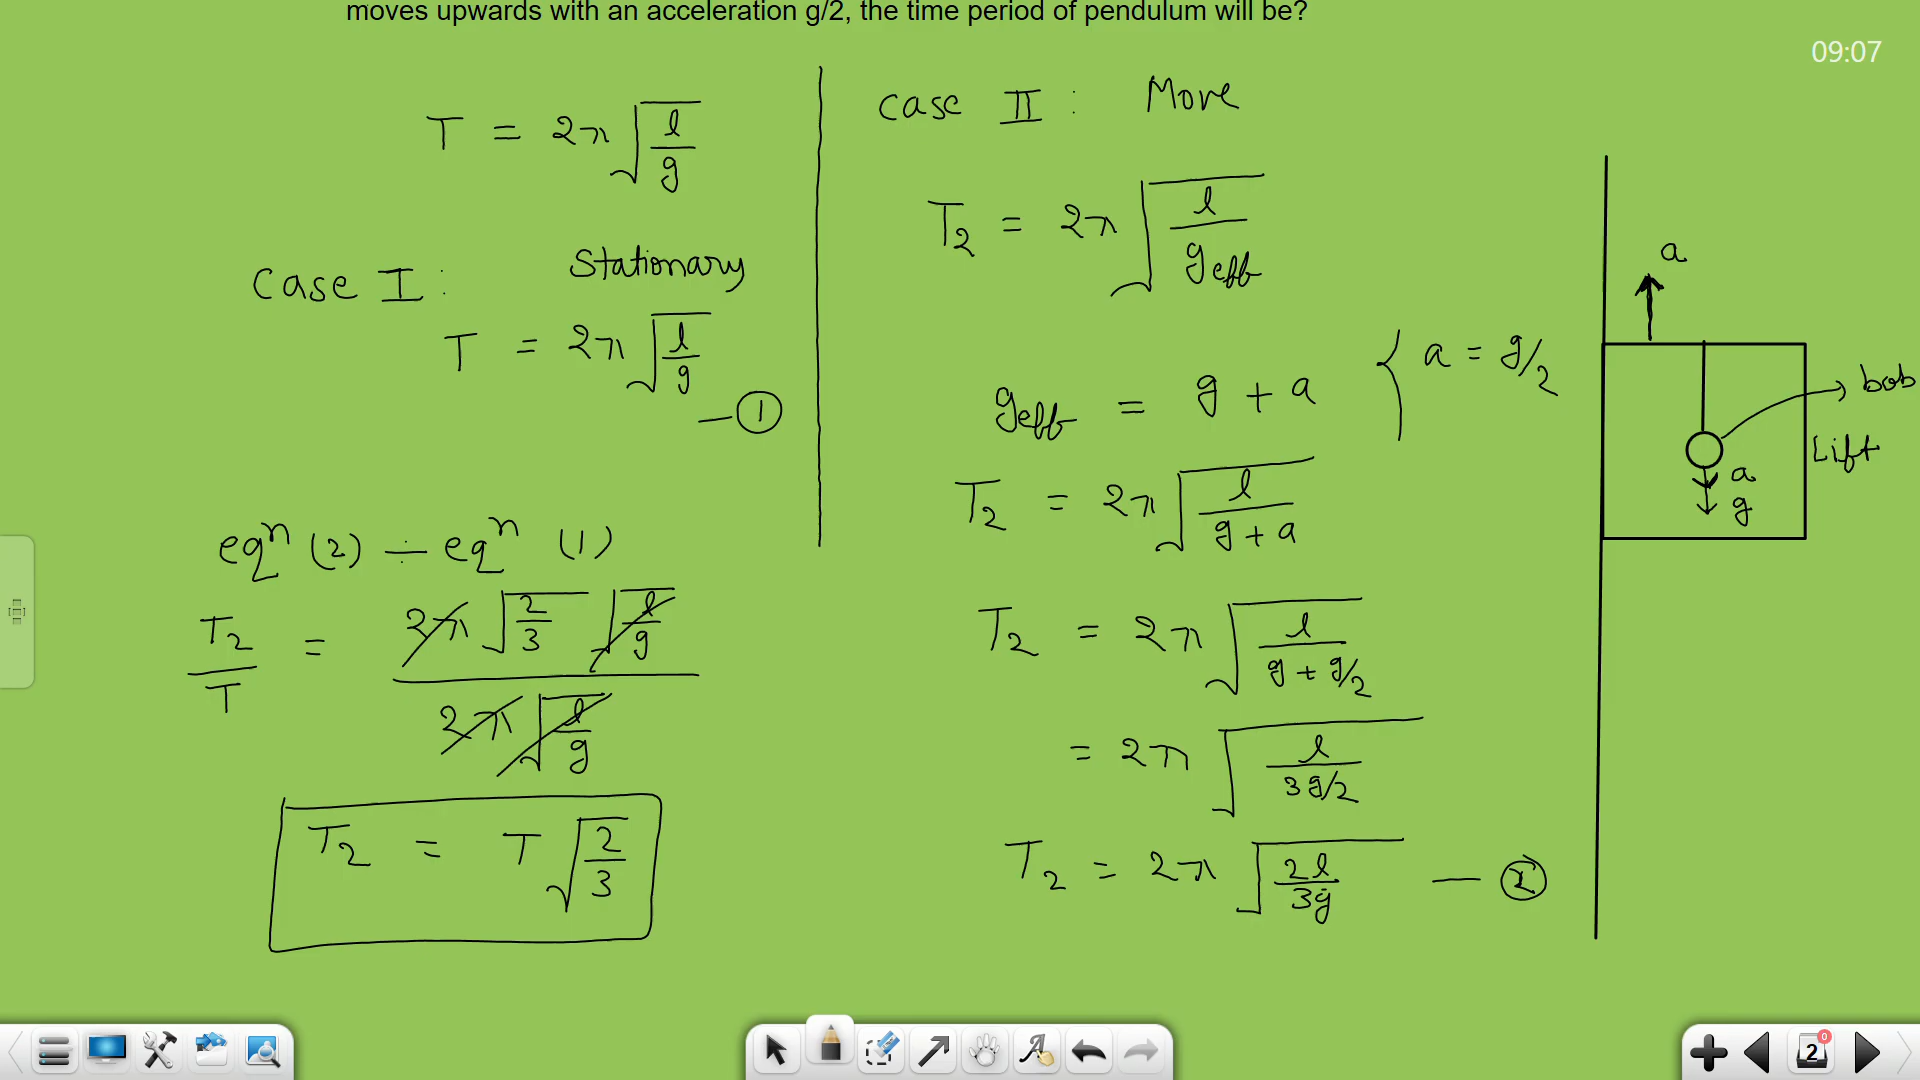 moves upwards with an acceleration g/2, the time period of pendulum will be?
09:07
T = 2π√(l/g)
Case I : Stationary
T = 2π√(l/g)
— ①
eqⁿ (2) ÷ eqⁿ (1)
T₂/T = 2π √(2/3) √(l/g) / 2π √(l/g)
T₂ = T √(2/3)
Case II : Move
T₂ = 2π √(l/geff)
geff = g + a { a = g/2
T₂ = 2π √(l/(g + a))
T₂ = 2π √(l/(g + g/2))
= 2π √(l/(3g/2))
T₂ = 2π √(2l/3g) — ②
a
bob
Lift
a
g
2
0